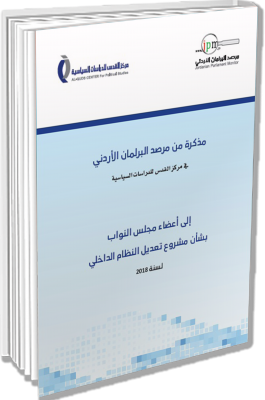 مركز القدس للدراسات السياسية
Al-Quds Center for Political Studies
jpm
مرصد البرلمان الأردني
Jordanian Parliament Monitor
مذكرة من مرصد البرلمان الأردني
في مركز القدس للدراسات السياسية
إلى أعضاء مجلس النواب
بشأن مشروع تعديل النظام الداخلي
لسنة 2018